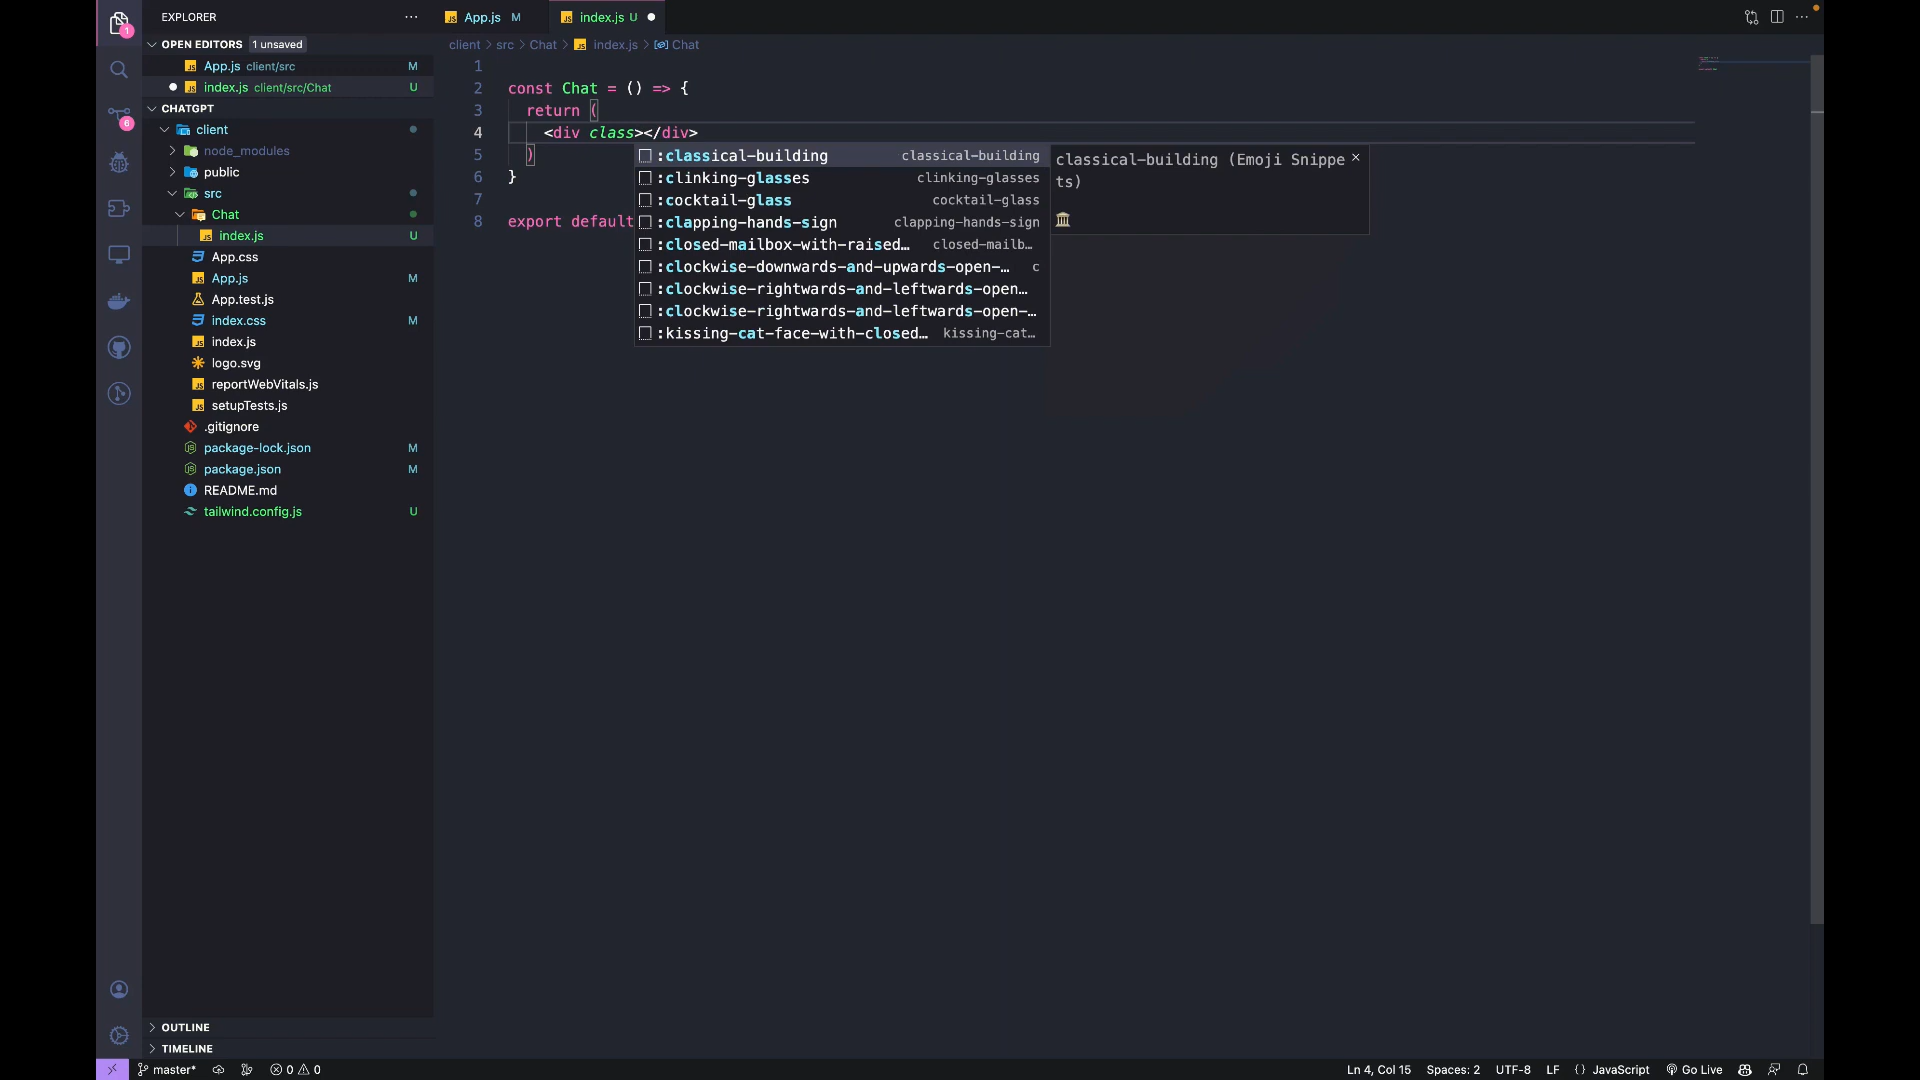 EXPLORER
OPEN EDITORS 1 unsaved
App.js client/src M
index.js client/src/Chat U
CHATGPT
client
node_modules
public
src
Chat
index.js U
App.css
App.js M
App.test.js
index.css M
index.js
logo.svg
reportWebVitals.js
setupTests.js
.gitignore
package-lock.json M
package.json M
README.md
tailwind.config.js U
OUTLINE
TIMELINE
1
6
App.js M
index.js U
client > src > Chat > index.js > Chat
1
2 const Chat = () => {
3 return (
4 <div class></div>
5 )
6 }
7
8 export default
:classical-building classical-building
:clinking-glasses clinking-glasses
:cocktail-glass cocktail-glass
:clapping-hands-sign clapping-hands-sign
:closed-mailbox-with-raised… closed-mailb…
:clockwise-downwards-and-upwards-open-… c
:clockwise-rightwards-and-leftwards-open…
:clockwise-rightwards-and-leftwards-open-…
:kissing-cat-face-with-closed… kissing-cat…
classical-building (Emoji Snippe
ts)
master* 0 0 Ln 4, Col 15 Spaces: 2 UTF-8 LF {} JavaScript Go Live